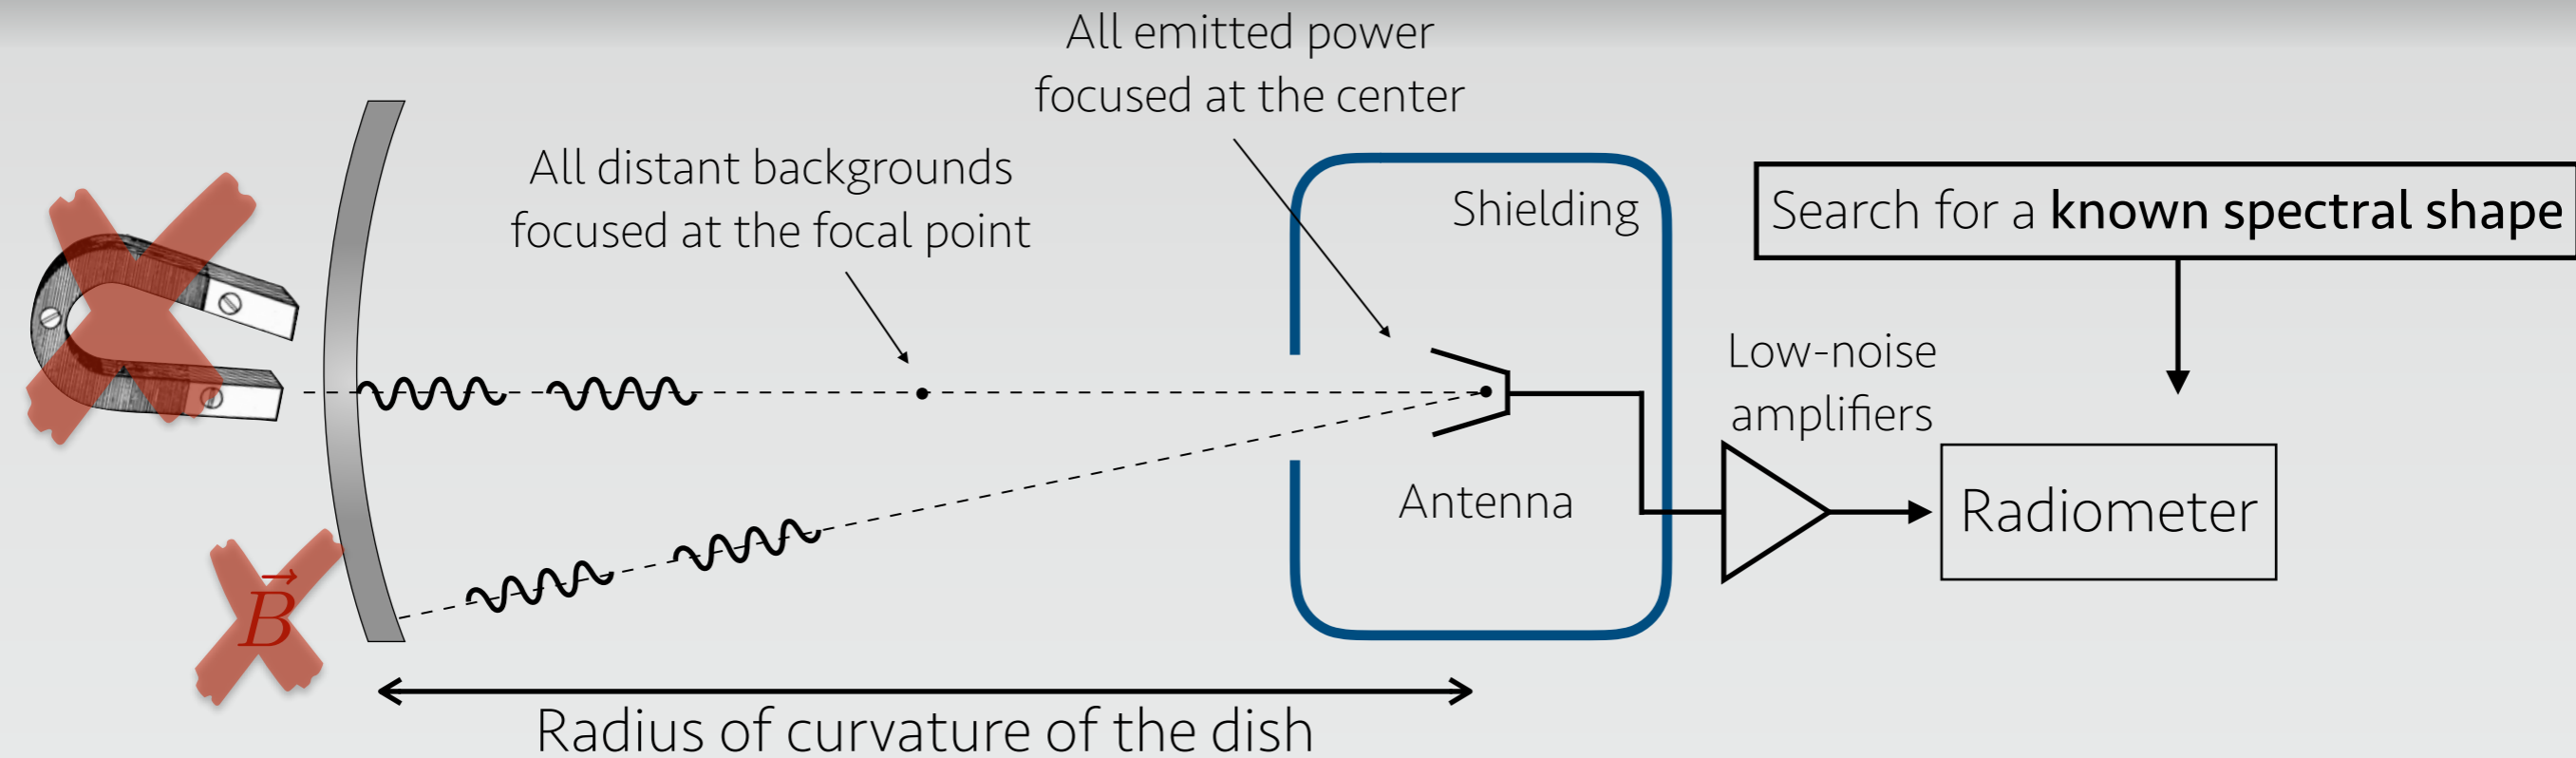 All emitted power
focused at the center
All distant backgrounds
focused at the focal point
Shielding
Search for a known spectral shape
Low-noise
amplifiers
Antenna
Radiometer
B
Radius of curvature of the dish